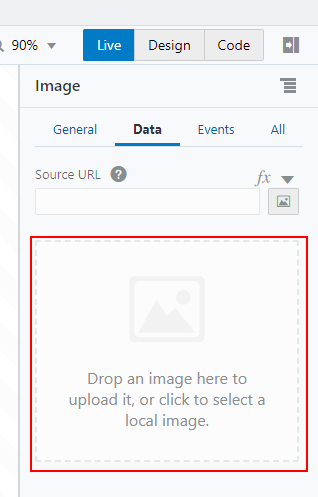 90%
Live
Design
Code
Image
General
Data
Events
All
Source URL ?
fx
Drop an image here to
upload it, or click to select a
local image.